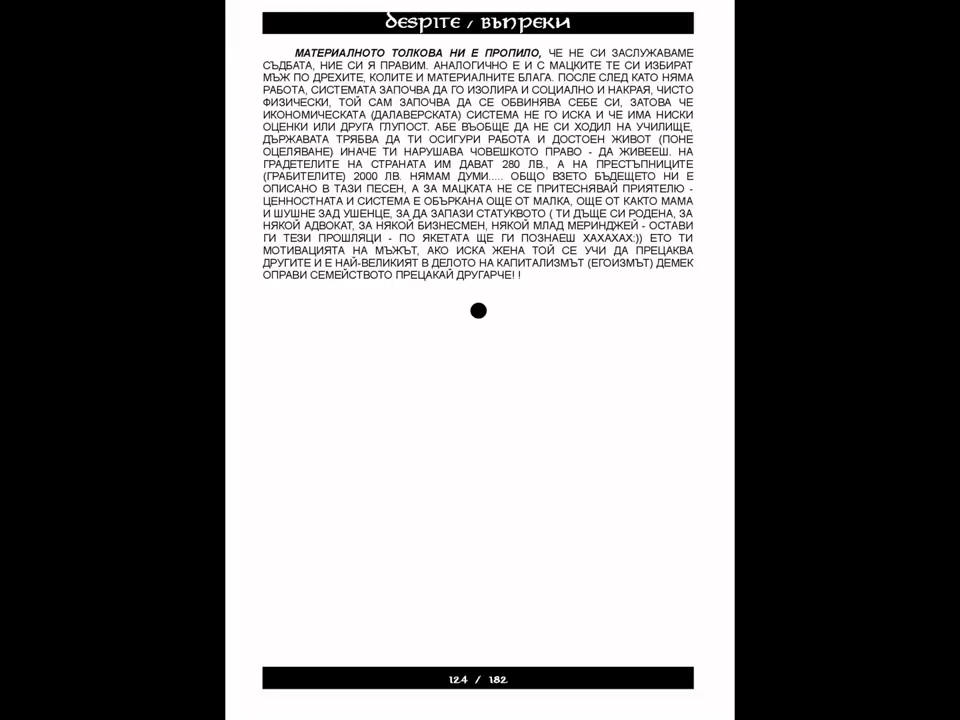 DESPITE / ВЪПРЕКИ
МАТЕРИАЛНОТО ТОЛКОВА НИ Е ПРОПИЛО, ЧЕ НЕ СИ ЗАСЛУЖАВАМЕ
СЪДБАТА, НИЕ СИ Я ПРАВИМ. АНАЛОГИЧНО Е И С МАЦКИТЕ ТЕ СИ ИЗБИРАТ
МЪЖ ПО ДРЕХИТЕ, КОЛИТЕ И МАТЕРИАЛНИТЕ БЛАГА. ПОСЛЕ СЛЕД КАТО НЯМА
РАБОТА, СИСТЕМАТА ЗАПОЧВА ДА ГО ИЗОЛИРА И СОЦИАЛНО И НАКРАЯ, ЧИСТО
ФИЗИЧЕСКИ, ТОЙ САМ ЗАПОЧВА ДА СЕ ОБВИНЯВА СЕБЕ СИ, ЗАТОВА ЧЕ
ИКОНОМИЧЕСКАТА (ДАЛАВЕРСКАТА) СИСТЕМА НЕ ГО ИСКА И ЧЕ ИМА НИСКИ
ОЦЕНКИ ИЛИ ДРУГА ГЛУПОСТ. АБЕ ВЪОБЩЕ ДА НЕ СИ ХОДИЛ НА УЧИЛИЩЕ,
ДЪРЖАВАТА ТРЯБВА ДА ТИ ОСИГУРИ РАБОТА И ДОСТОЕН ЖИВОТ (ПОНЕ
ОЦЕЛЯВАНЕ) ИНАЧЕ ТИ НАРУШАВА ЧОВЕШКОТО ПРАВО - ДА ЖИВЕЕШ. НА
ГРАДЕТЕЛИТЕ НА СТРАНАТА ИМ ДАВАТ 280 ЛВ., А НА ПРЕСТЪПНИЦИТЕ
(ГРАБИТЕЛИТЕ) 2000 ЛВ. НЯМАМ ДУМИ..... ОБЩО ВЗЕТО БЪДЕЩЕТО НИ Е
ОПИСАНО В ТАЗИ ПЕСЕН, А ЗА МАЦКАТА НЕ СЕ ПРИТЕСНЯВАЙ ПРИЯТЕЛЮ -
ЦЕННОСТНАТА И СИСТЕМА Е ОБЪРКАНА ОЩЕ ОТ МАЛКА, ОЩЕ ОТ КАКТО МАМА
И ШУШНЕ ЗАД УШЕНЦЕ, ЗА ДА ЗАПАЗИ СТАТУКВОТО ( ТИ ДЪЩЕ СИ РОДЕНА, ЗА
НЯКОЙ АДВОКАТ, ЗА НЯКОЙ БИЗНЕСМЕН, НЯКОЙ МЛАД МЕРИНДЖЕЙ - ОСТАВИ
ГИ ТЕЗИ ПРОШЛЯЦИ - ПО ЯКЕТАТА ЩЕ ГИ ПОЗНАЕШ ХАХАХАХ:)) ЕТО ТИ
МОТИВАЦИЯТА НА МЪЖЪТ, АКО ИСКА ЖЕНА ТОЙ СЕ УЧИ ДА ПРЕЦАКВА
ДРУГИТЕ И Е НАЙ-ВЕЛИКИЯТ В ДЕЛОТО НА КАПИТАЛИЗМЪТ (ЕГОИЗМЪТ) ДЕМЕК
ОПРАВИ СЕМЕЙСТВОТО ПРЕЦАКАЙ ДРУГАРЧЕ! !
124 / 182